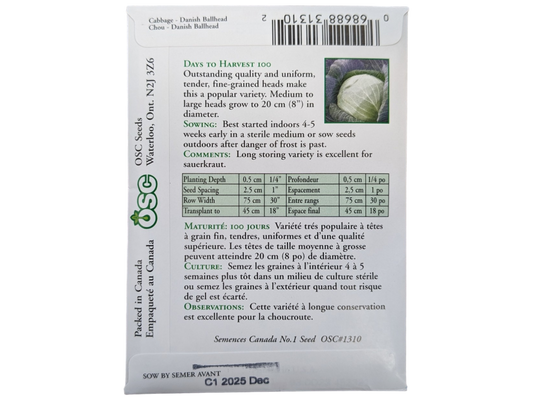 Cabbage - Danish Ballhead
Chou - Danish Ballhead
0 68688 31310 2
DAYS TO HARVEST 100
Outstanding quality and uniform,
tender, fine-grained heads make
this a popular variety. Medium to
large heads grow to 20 cm (8") in
diameter.
SOWING: Best started indoors 4-5
weeks early in a sterile medium or sow seeds
outdoors after danger of frost is past.
COMMENTS: Long storing variety is excellent for
sauerkraut.
Planting Depth 0.5 cm 1/4" Profondeur 0,5 cm 1/4 po
Seed Spacing 2.5 cm 1" Espacement 2,5 cm 1 po
Row Width 75 cm 30" Entre rangs 75 cm 30 po
Transplant to 45 cm 18" Espace final 45 cm 18 po
MATURITÉ: 100 JOURS Variété très populaire à têtes
à grain fin, tendres, uniformes et d'une qualité
supérieure. Les têtes de taille moyenne à grosse
peuvent atteindre 20 cm (8 po) de diamètre.
CULTURE: Semez les graines à l'intérieur 4 à 5
semaines plus tôt dans un milieu de culture stérile
ou semez les graines à l'extérieur quand tout risque
de gel est écarté.
OBSERVATIONS: Cette variété à longue conservation
est excellente pour la choucroute.
Semences Canada No.1 Seed OSC#1310
OSC Seeds
Waterloo, Ont. N2J 3Z6
OSC
Packed in Canada
Empaqueté au Canada
SOW BY SEMER AVANT
C1 2025 Dec